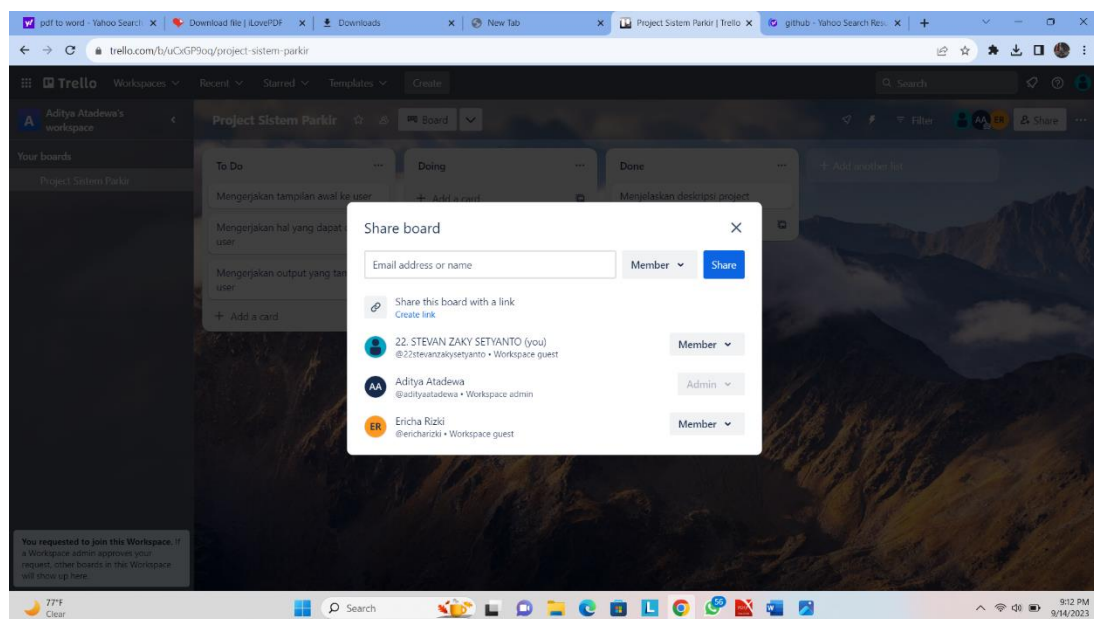 pdf to word - Yahoo Search
Download file | iLovePDF
Downloads
New Tab
Project Sistem Parkir | Trello
github - Yahoo Search Resu
trello.com/b/uCxGP9oq/project-sistem-parkir
Trello
Workspaces
Recent
Starred
Templates
Create
Search
A
Aditya Atadewa's
workspace
Project Sistem Parkir
Board
Filter
AA
ER
Share
Your boards
Project Sistem Parkir
To Do
Mengerjakan tampilan awal ke user
Mengerjakan hal yang dapat
user
Mengerjakan output yang tam
user
+ Add a card
Doing
+ Add a card
Done
Menjelaskan deskripsi project
+ Add another list
Share board
Email address or name
Member
Share
Share this board with a link
Create link
22. STEVAN ZAKY SETYANTO (you)
@22stevanzakysetyanto • Workspace guest
Member
AA
Aditya Atadewa
@adityaatadewa • Workspace admin
Admin
ER
Ericha Rizki
@ericharizki • Workspace guest
Member
You requested to join this Workspace. If
a Workspace admin approves your
request, other boards in this Workspace
will show up here.
77°F
Clear
Search
56
9:12 PM
9/14/2023